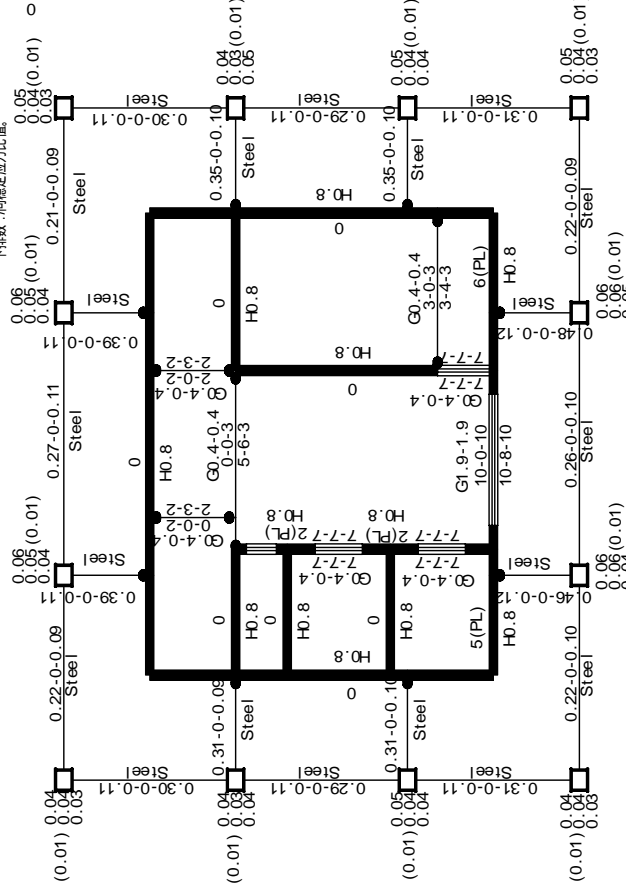 0
0.05
0.04(0.01)
0.03
Steel
0.30-0-0.11
0.04
0.03(0.01)
0.05
Steel
0.29-0-0.11
0.05
0.04(0.01)
0.04
Steel
0.31-0-0.11
0.05
0.04(0.01)
0.03
0.21-0-0.09
Steel
0.35-0-0.10
Steel
0.35-0-0.10
Steel
0.22-0-0.09
Steel
H0.8
0
0.06
0.05(0.01)
0.04
Steel
0.39-0-0.11
0
H0.8
G0.4-0.4
3-0-3
3-4-3
6(PL)
H0.8
Steel
0.48-0-0.12
0.06
0.06(0.01)
0.27-0-0.11
Steel
0
H0.8
2-3-2
2-0-2
G0.4-0.4
G0.4-0.4
0-0-3
5-6-3
H0.8
0
7-7-7
7-7-7
G0.4-0.4
G1.9-1.9
10-0-10
10-8-10
0.26-0-0.10
Steel
2-3-2
0-0-2
G0.4-0.4
H0.8
2(PL)
7-7-7
7-7-7
G0.4-0.4
H0.8
2(PL)
7-7-7
7-7-7
G0.4-0.4
0.06
0.05(0.01)
0.04
Steel
0.39-0-0.11
0
H0.8
0
H0.8
H0.8
0
H0.8
5(PL)
H0.8
Steel
0.46-0-0.12
0.06
0.06(0.01)
0.22-0-0.09
Steel
0.31-0-0.09
Steel
0.31-0-0.10
Steel
0.22-0-0.10
Steel
0.04
(0.01) 0.04
0.03
Steel
0.30-0-0.11
0.04
(0.01) 0.03
0.04
Steel
0.29-0-0.11
0.05
(0.01) 0.04
0.04
Steel
0.31-0-0.11
0.04
(0.01) 0.04
0.03